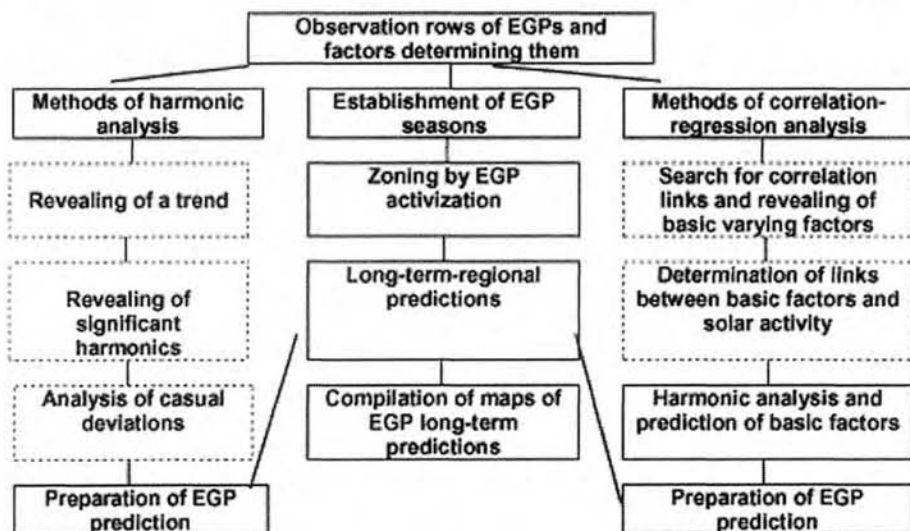 Observation rows of EGPs and
factors determining them
Methods of harmonic
analysis
Revealing of a trend
Revealing of
significant
harmonics
Analysis of casual
deviations
Preparation of EGP
prediction
Establishment of EGP
seasons
Zoning by EGP
activization
Long-term-regional
predictions
Compilation of maps of
EGP long-term
predictions
Methods of correlation-
regression analysis
Search for correlation
links and revealing of
basic varying factors
Determination of links
between basic factors and
solar activity
Harmonic analysis and
prediction of basic factors
Preparation of EGP
prediction